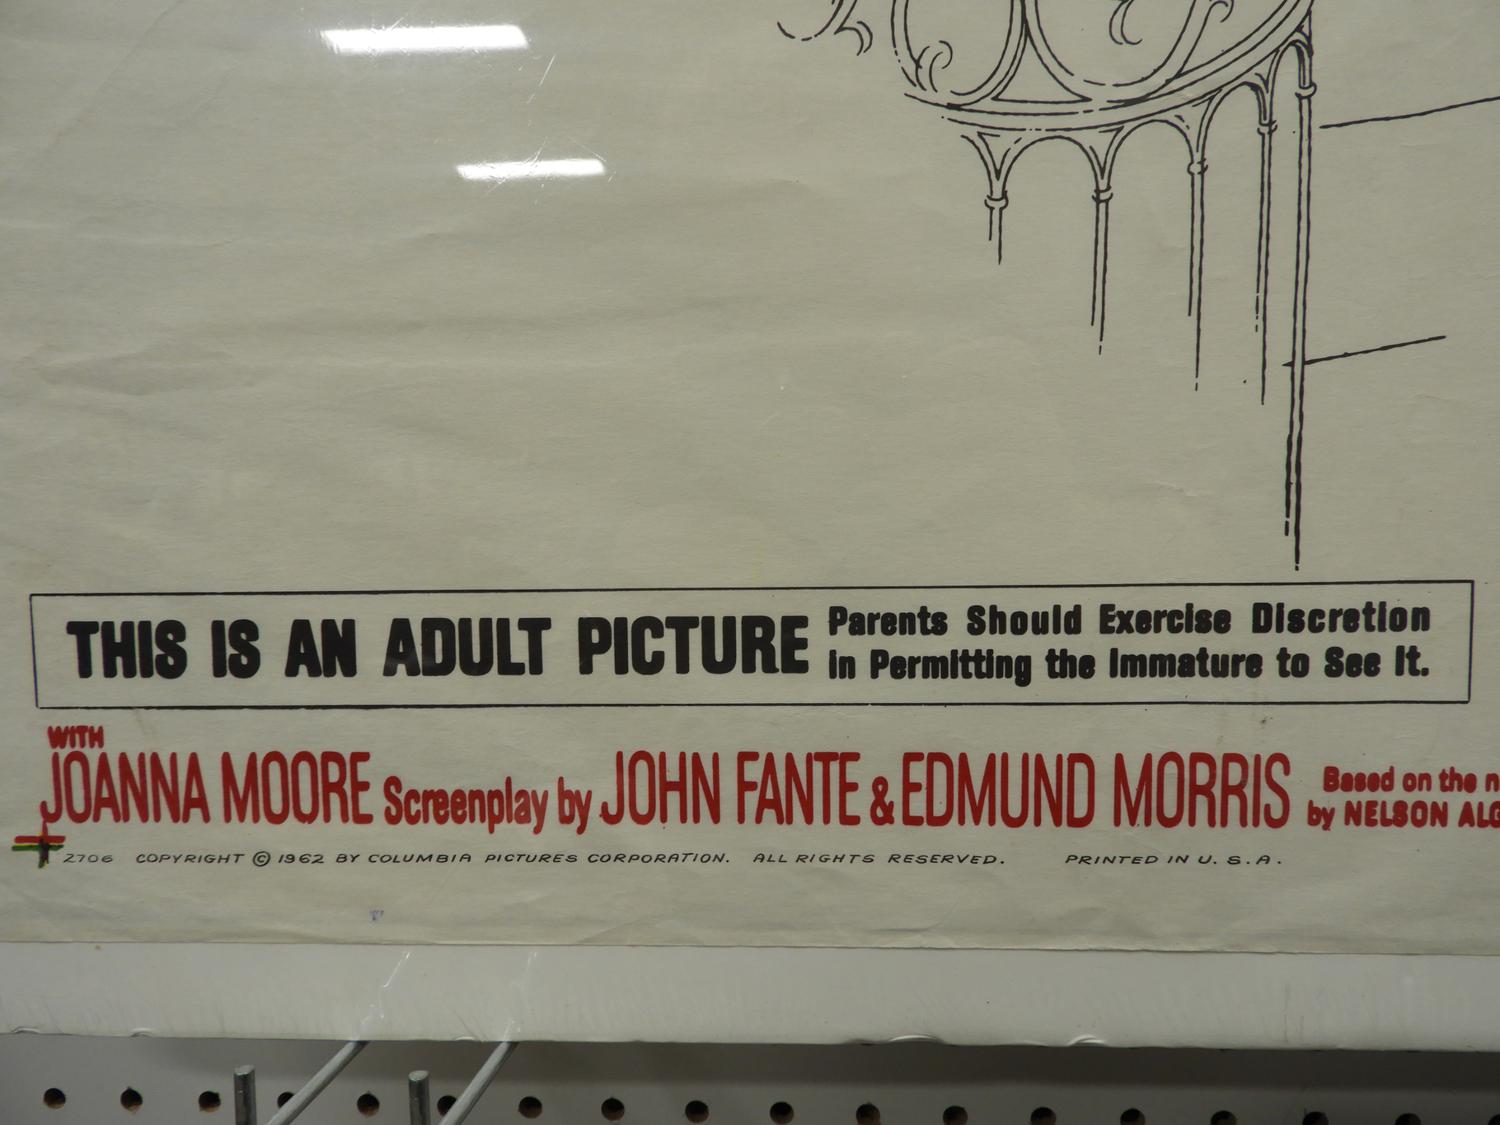 THIS IS AN ADULT PICTURE
Parents Should Exercise Discretion
in Permitting the Immature to See It.
WITH
JOANNA MOORE Screenplay by JOHN FANTE & EDMUND MORRIS
Based on the n
by NELSON ALG
Z706 COPYRIGHT © 1962 BY COLUMBIA PICTURES CORPORATION. ALL RIGHTS RESERVED. PRINTED IN U.S.A.